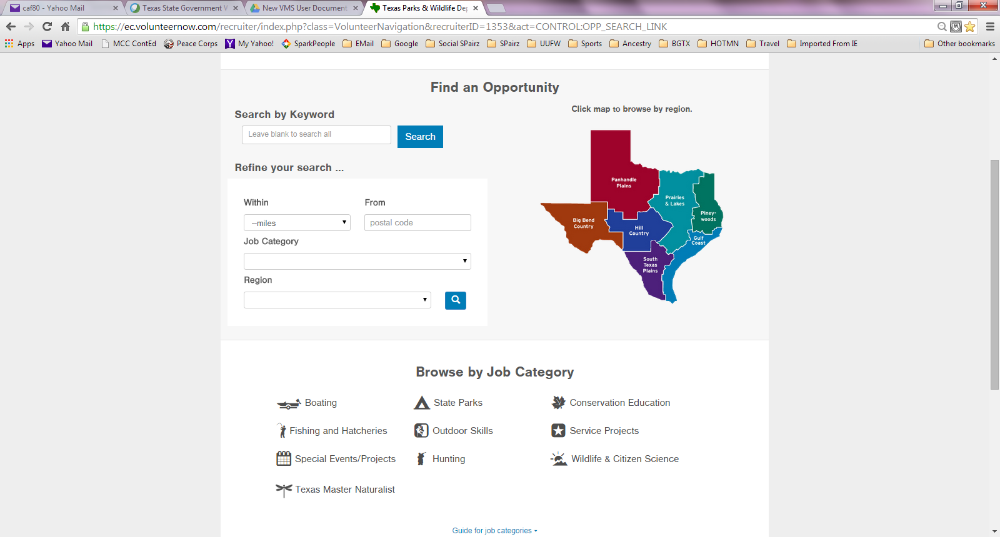 caf80 - Yahoo Mail
Texas State Government W
New VMS User Document
Texas Parks & Wildlife De
https://ec.volunteernow.com/recruiter/index.php?class=VolunteerNavigation&recruiterID=1353&act=CONTROL:OPP_SEARCH_LINK
Apps Yahoo Mail MCC ContEd Peace Corps My Yahoo! SparkPeople EMail Google Social SPairz SPairz UUFW Sports Ancestry BGTX HOTMN Travel Imported From IE Other bookmarks
Find an Opportunity
Search by Keyword
Leave blank to search all
Search
Refine your search ...
Within
From
--miles
postal code
Job Category
Region
Click map to browse by region.
Panhandle
Plains
Prairies
& Lakes
Piney-
woods
Big Bend
Country
Hill
Country
Gulf
Coast
South
Texas
Plains
Browse by Job Category
Boating
State Parks
Conservation Education
Fishing and Hatcheries
Outdoor Skills
Service Projects
Special Events/Projects
Hunting
Wildlife & Citizen Science
Texas Master Naturalist
Guide for job categories